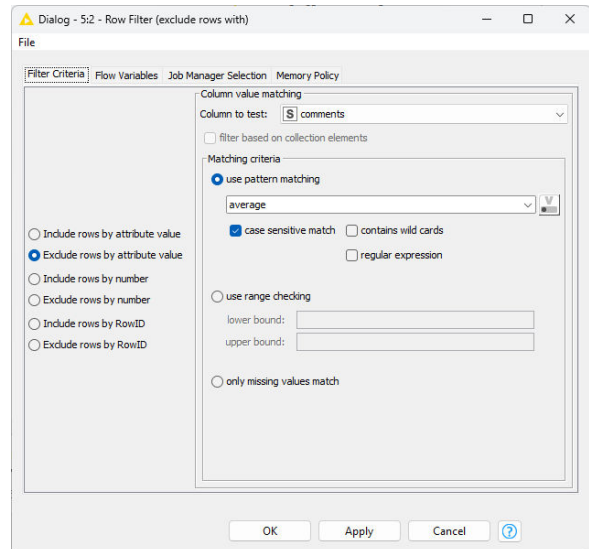 Dialog - 5:2 - Row Filter (exclude rows with)
File
Filter Criteria Flow Variables Job Manager Selection Memory Policy
Column value matching
Column to test: S comments
filter based on collection elements
Matching criteria
use pattern matching
average
V
case sensitive match contains wild cards
regular expression
Include rows by attribute value
Exclude rows by attribute value
Include rows by number
Exclude rows by number
Include rows by RowID
Exclude rows by RowID
use range checking
lower bound:
upper bound:
only missing values match
OK Apply Cancel ?